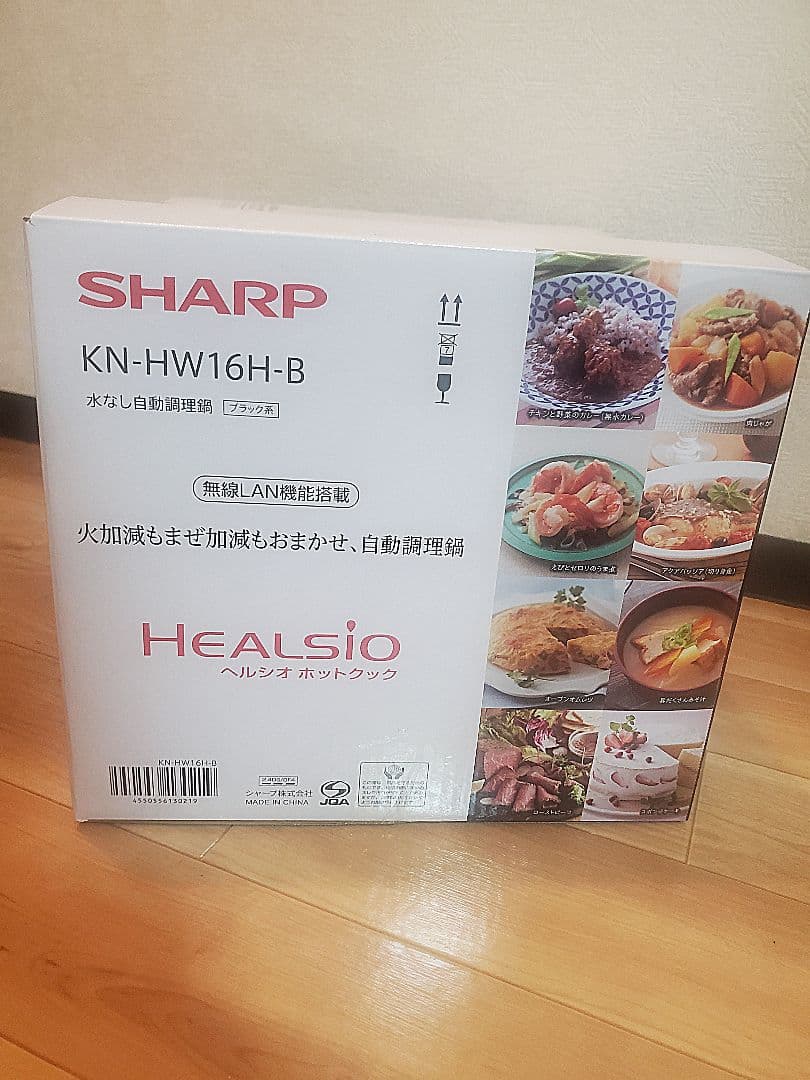 SHARP
KN-HW16H-B
水なし自動調理鍋 ブラック系
7
無線LAN機能搭載
火加減もまぜ加減もおまかせ、自動調理鍋
HEALSiO
ヘルシオ ホットクック
KN-HW16H-B
4550556130219
シャープ株式会社
MADE IN CHINA
JQA
チキンと野菜のカレー(無水カレー)
肉じゃが
えびとセロリのうま煮
アクアパッツア(切り身魚)
オープンオムレツ
具だくさんみそ汁
ローストビーフ